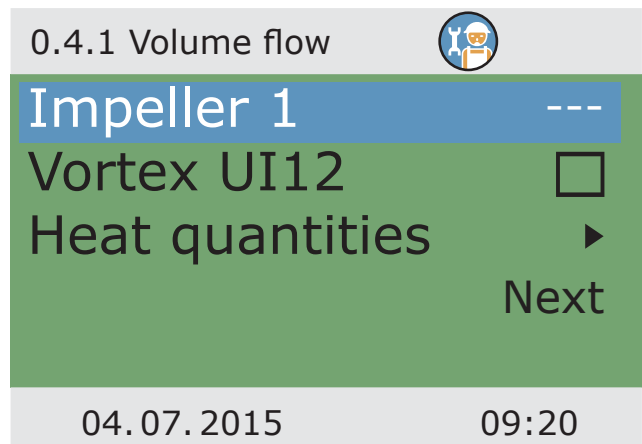 0.4.1 Volume flow
Impeller 1 ---
Vortex UI12
Heat quantities
Next
04.07.2015 09:20